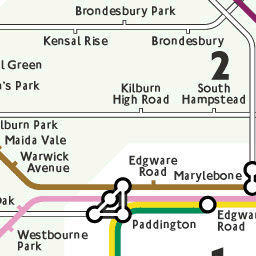 Brondesbury Park
Kensal Rise
Brondesbury
l Green
2
n's Park
Kilburn
High Road
South
Hampstead
lburn Park
Maida Vale
Warwick
Avenue
Edgware
Road
Marylebone
Oak
Paddington
Edgwa
Road
Westbourne
Park